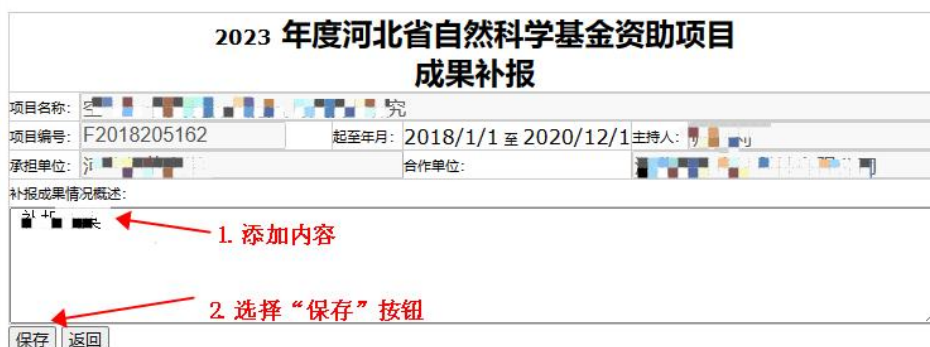 2023 年度河北省自然科学基金资助项目
成果补报
项目名称: 究
项目编号: F2018205162 起至年月: 2018/1/1 至 2020/12/1 主持人:
承担单位: 合作单位:
补报成果情况概述:
1. 添加内容
2. 选择“保存”按钮
保存 返回